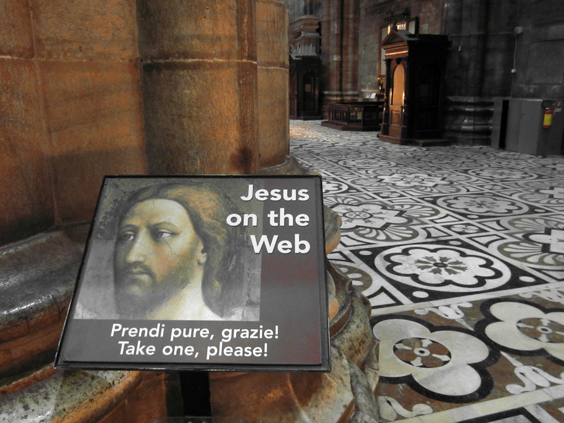 Jesus
on the
Web
Prendi pure, grazie!
Take one, please!